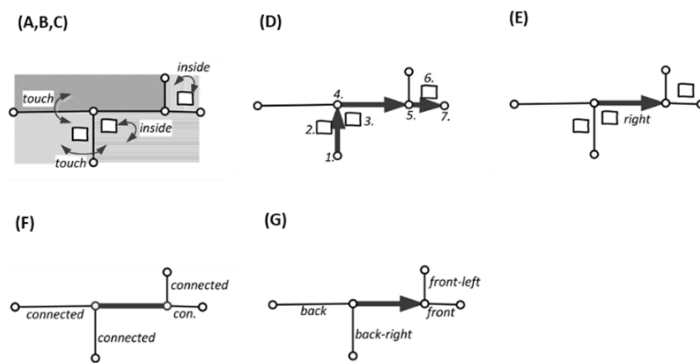 (A,B,C)
inside
touch
inside
touch
(D)
4.
6.
2.
3.
5.
7.
1.
(E)
right
(F)
connected
connected
con.
connected
(G)
front-left
back
front
back-right